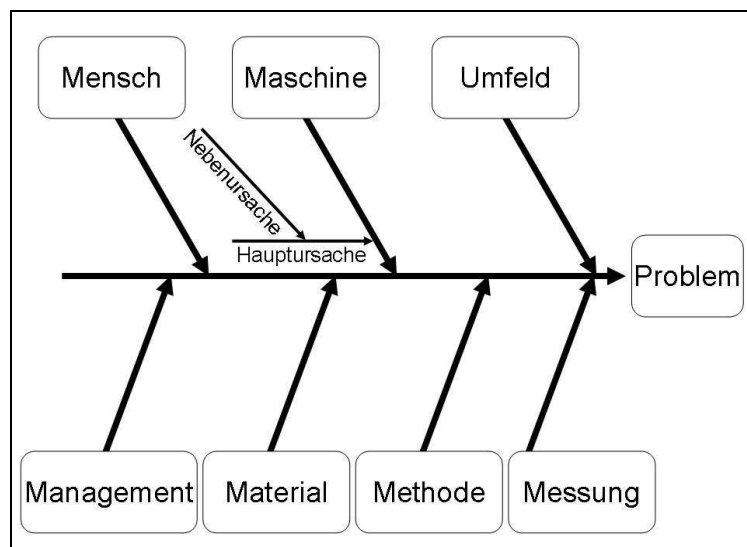 Mensch
Maschine
Umfeld
Nebenursache
Hauptursache
Problem
Management
Material
Methode
Messung